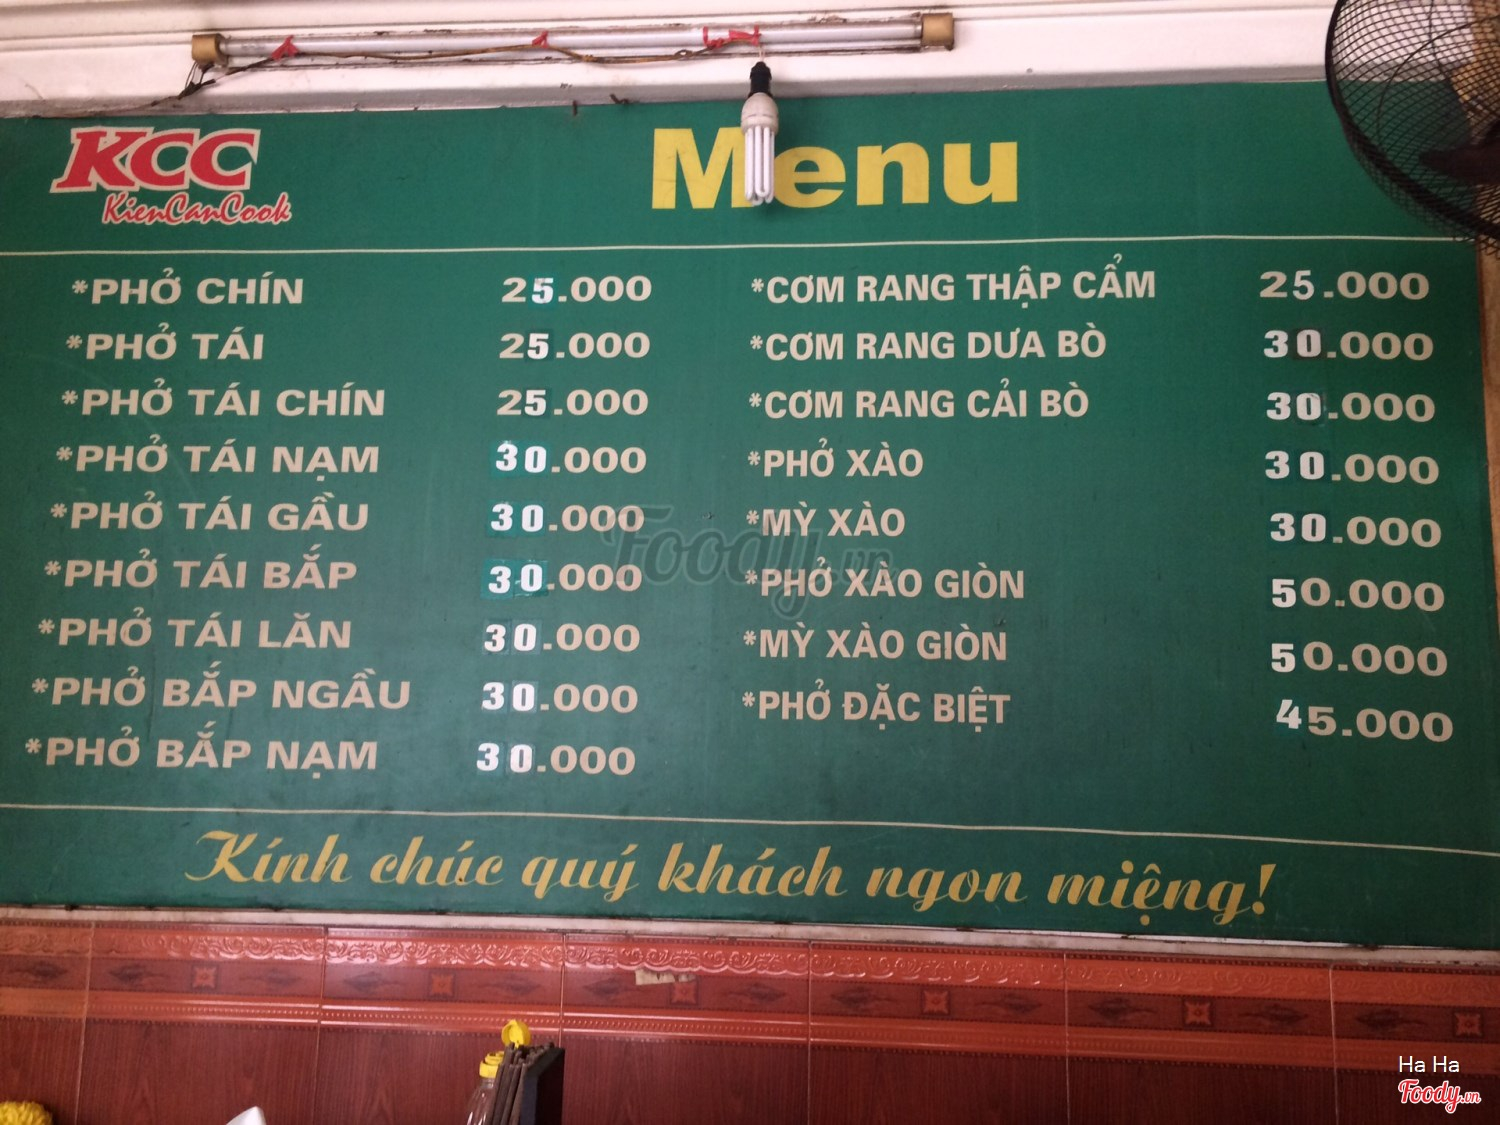 KCC
KienCanCook
Menu
*PHỞ CHÍN 25.000
*PHỞ TÁI 25.000
*PHỞ TÁI CHÍN 25.000
*PHỞ TÁI NẠM 30.000
*PHỞ TÁI GẦU 30.000
*PHỞ TÁI BẮP 30.000
*PHỞ TÁI LĂN 30.000
*PHỞ BẮP NGẦU 30.000
*PHỞ BẮP NẠM 30.000
*CƠM RANG THẬP CẨM 25.000
*CƠM RANG DƯA BÒ 30.000
*CƠM RANG CẢI BÒ 30.000
*PHỞ XÀO 30.000
*MỲ XÀO 30.000
*PHỞ XÀO GIÒN 50.000
*MỲ XÀO GIÒN 50.000
*PHỞ ĐẶC BIỆT 45.000
Kính chúc quý khách ngon miệng!
Foody.vn
Ha Ha
Foody.vn